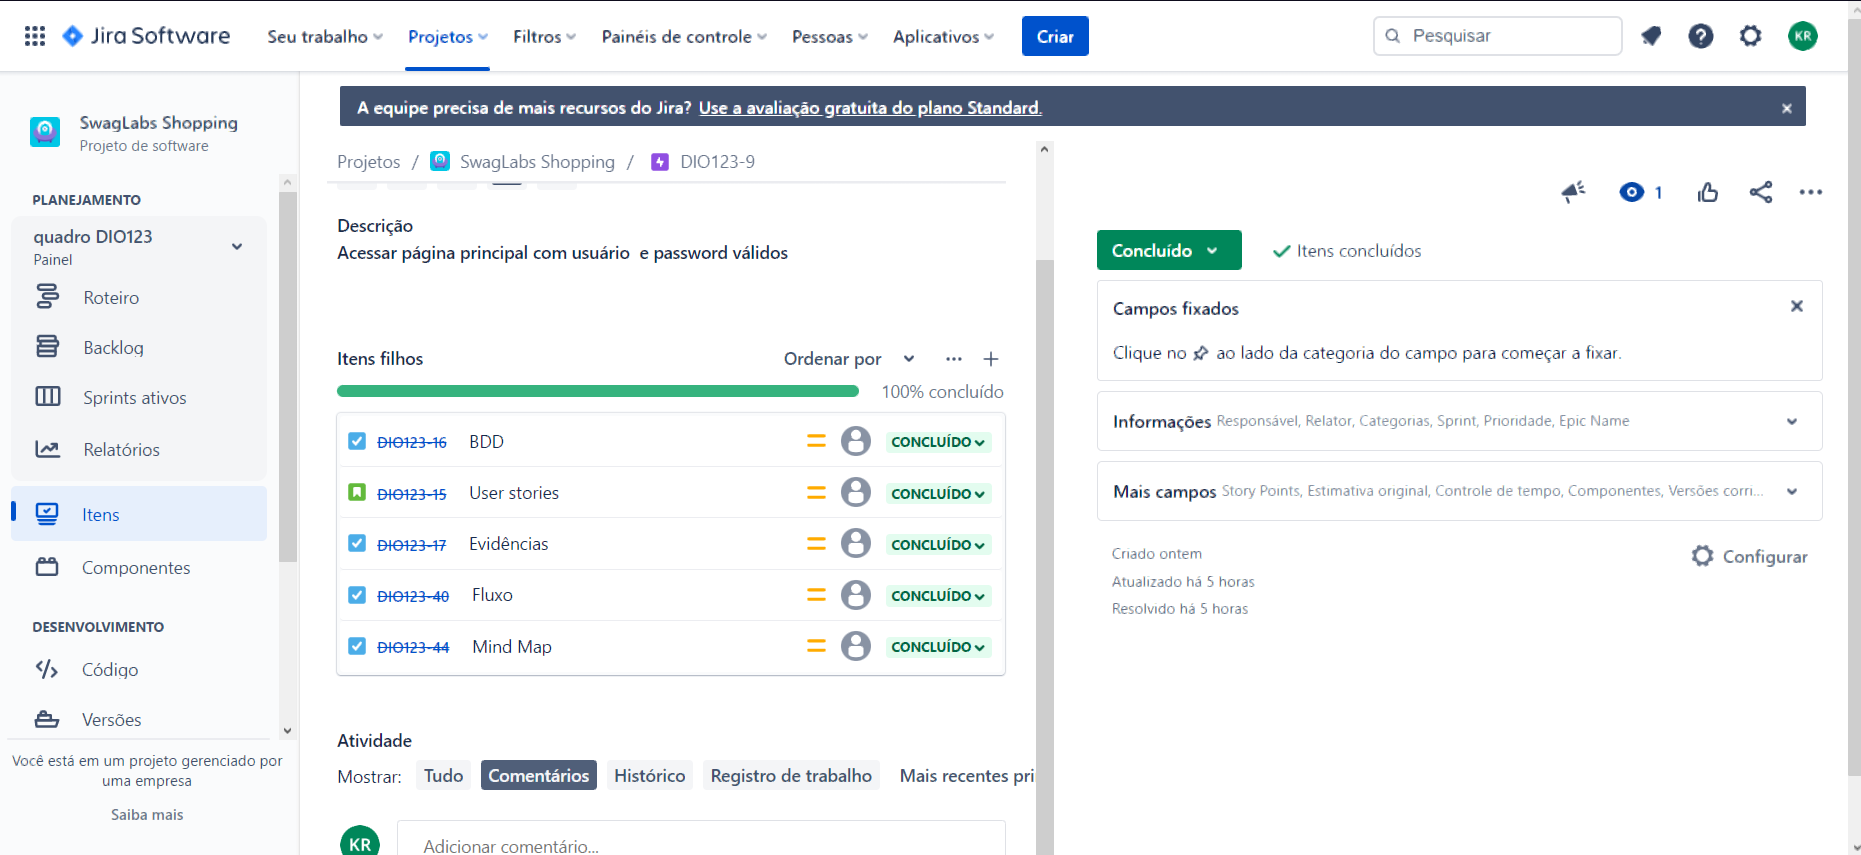 Jira Software
Seu trabalho
Projetos
Filtros
Painéis de controle
Pessoas
Aplicativos
Criar
Pesquisar
KR
SwagLabs Shopping
Projeto de software
PLANEJAMENTO
quadro DIO123
Painel
Roteiro
Backlog
Sprints ativos
Relatórios
Itens
Componentes
DESENVOLVIMENTO
Código
Versões
Você está em um projeto gerenciado por
uma empresa
Saiba mais
A equipe precisa de mais recursos do Jira? Use a avaliação gratuita do plano Standard.
Projetos / SwagLabs Shopping / DIO123-9
Descrição
Acessar página principal com usuário  e password válidos
Itens filhos
Ordenar por
100% concluído
DIO123-16 BDD CONCLUÍDO
DIO123-15 User stories CONCLUÍDO
DIO123-17 Evidências CONCLUÍDO
DIO123-40 Fluxo CONCLUÍDO
DIO123-44 Mind Map CONCLUÍDO
Atividade
Mostrar: Tudo Comentários Histórico Registro de trabalho Mais recentes pri
KR
Adicionar comentário...
1
Concluído
Itens concluídos
Campos fixados
Clique no ao lado da categoria do campo para começar a fixar.
Informações Responsável, Relator, Categorias, Sprint, Prioridade, Epic Name
Mais campos Story Points, Estimativa original, Controle de tempo, Componentes, Versões corri...
Criado ontem
Atualizado há 5 horas
Resolvido há 5 horas
Configurar